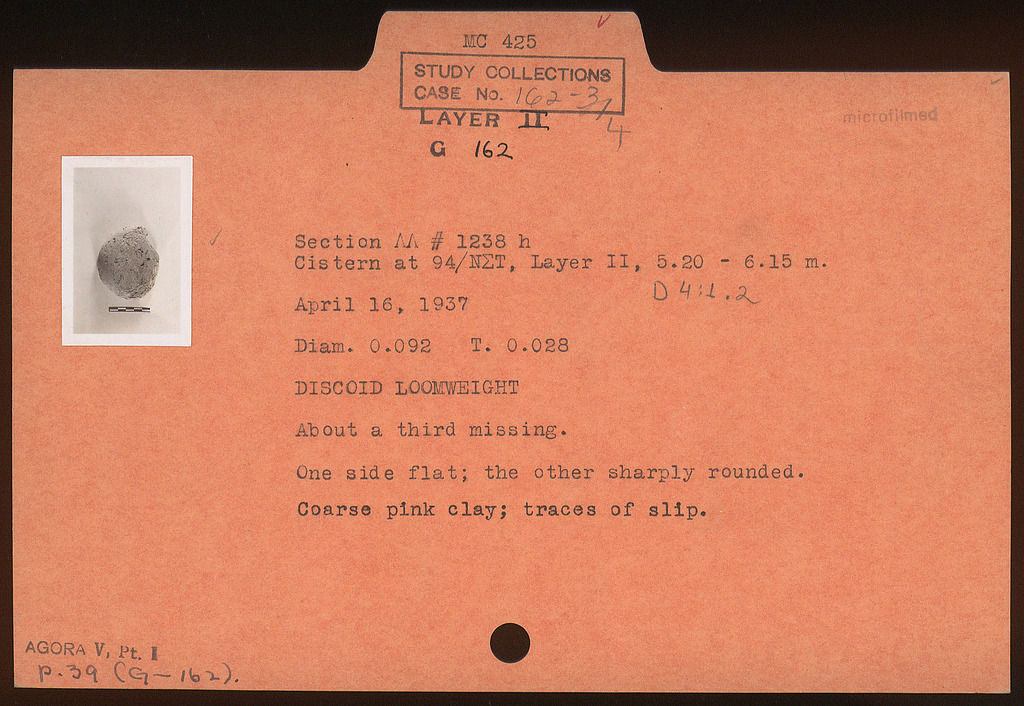 MC 425
STUDY COLLECTIONS
CASE No. 162-3/4
LAYER II
G 162
microfilmed
Section ΛΛ # 1238 h
Cistern at 94/ΝΣΤ, Layer II, 5.20 - 6.15 m.
D 4:1.2
April 16, 1937
Diam. 0.092 T. 0.028
DISCOID LOOMWEIGHT
About a third missing.
One side flat; the other sharply rounded.
Coarse pink clay; traces of slip.
AGORA V, Pt. I
p.39 (G-162).